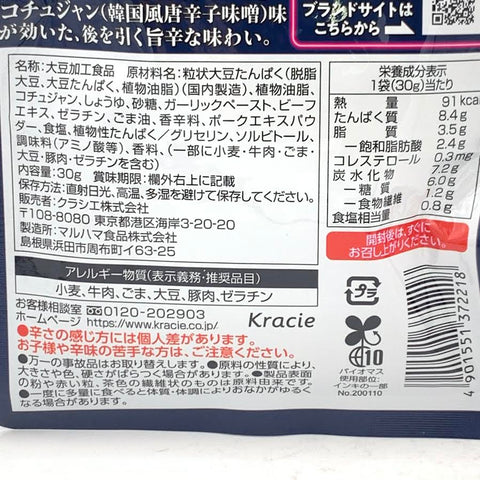 コチュジャン(韓国風唐辛子味噌)味
が効いた、後を引く旨辛な味わい。
ブランドサイトは
こちらから
名称:大豆加工食品 原材料名:粒状大豆たんぱく(脱脂
大豆、大豆たんぱく、植物油脂)(国内製造)、植物油脂、
コチュジャン、しょうゆ、砂糖、ガーリックペースト、ビーフ
エキス、ゼラチン、ごま油、香辛料、ポークエキスパウ
ダー、食塩、植物性たんぱく/グリセリン、ソルビトール、
調味料(アミノ酸等)、香料、(一部に小麦・牛肉・ごま・
大豆・豚肉・ゼラチンを含む)
内容量:30g 賞味期限:欄外右上に記載
保存方法:直射日光、高温、多湿を避けて保存してください。
販売者:クラシエ株式会社
〒108-8080 東京都港区海岸3-20-20
製造所:マルハマ食品株式会社
島根県浜田市周布町イ63-25
アレルギー物質(表示義務・推奨品目)
小麦、牛肉、ごま、大豆、豚肉、ゼラチン
お客様相談室 0120-202903
ホームページ https://www.kracie.co.jp/ Kracie
●辛さの感じ方には個人差があります。
お子様や辛味の苦手な方は、ご注意ください。
●万一の事故品はお取り替えします。●原料の性質により、
大きさや色、硬さがばらつく場合があります。●製品表面
の粉や赤い粒、茶色の繊維状のものは原料由来です。
●一度に多量に食べると体質・体調によりおなかがゆるく
なる場合があります。
栄養成分表示
1袋(30g)当たり
熱量 91kcal
たんぱく質 8.4g
脂質 3.5g
－飽和脂肪酸 2.4g
コレステロール 0.3mg
炭水化物 7.2g
－糖質 6.0g
－食物繊維 1.2g
食塩相当量 0.8g
開封後は、すぐに
お召し上がりください。
プラ
10
バイオマス
使用部位:
インキの一部
No.200110
4901551372218